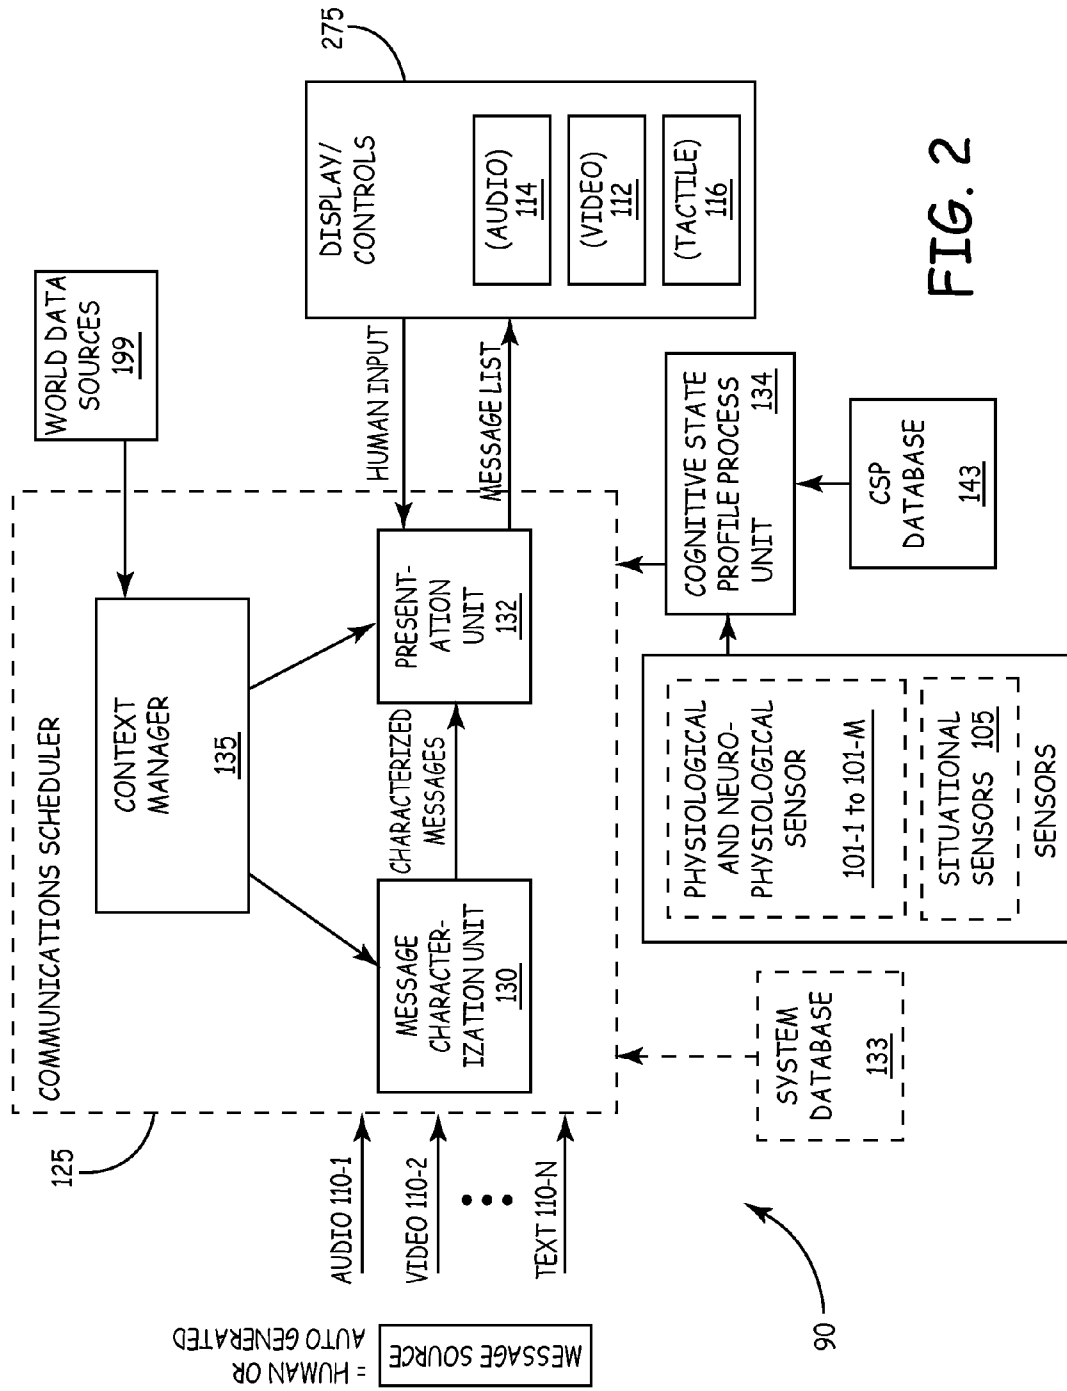 MESSAGE SOURCE
= HUMAN OR
AUTO GENERATED
AUDIO 110-1
VIDEO 110-2
TEXT 110-N
125
COMMUNICATIONS SCHEDULER
CONTEXT
MANAGER
135
MESSAGE
CHARACTER-
IZATION UNIT
130
CHARACTERIZED
MESSAGES
PRESENT-
ATION
UNIT
132
WORLD DATA
SOURCES
199
HUMAN INPUT
MESSAGE LIST
275
DISPLAY/
CONTROLS
(AUDIO)
114
(VIDEO)
112
(TACTILE)
116
SYSTEM
DATABASE
133
PHYSIOLOGICAL
AND NEURO-
PHYSIOLOGICAL
SENSOR
101-1 to 101-M
SITUATIONAL
SENSORS 105
SENSORS
COGNITIVE STATE
PROFILE PROCESS
UNIT 134
CSP
DATABASE
143
90
FIG. 2